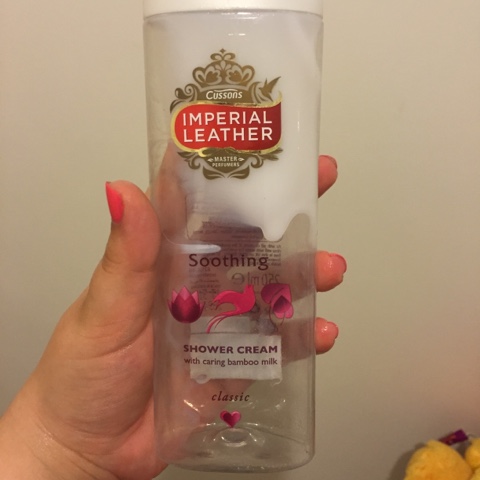 Cussons
IMPERIAL
LEATHER
MASTER
PERFUMERS
Soothing
SHOWER CREAM
with caring bamboo milk
classic